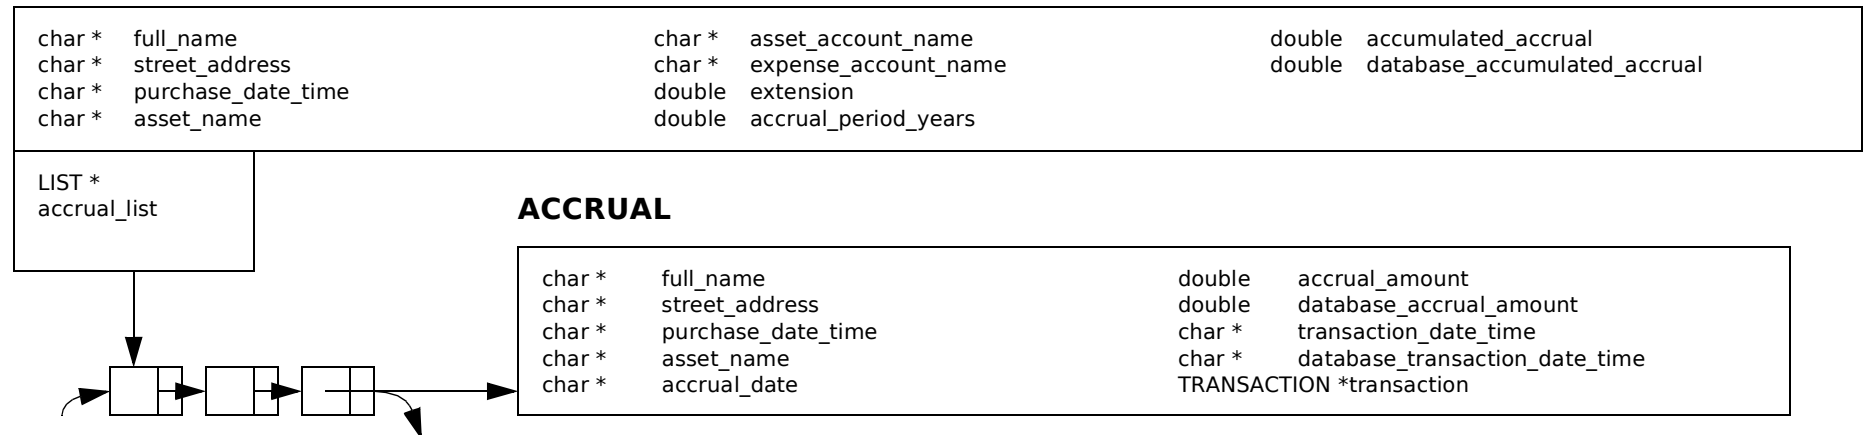 char * full_name
char * street_address
char * purchase_date_time
char * asset_name
char * asset_account_name
char * expense_account_name
double extension
double accrual_period_years
double accumulated_accrual
double database_accumulated_accrual
LIST *
accrual_list
ACCRUAL
char * full_name
char * street_address
char * purchase_date_time
char * asset_name
char * accrual_date
double accrual_amount
double database_accrual_amount
char * transaction_date_time
char * database_transaction_date_time
TRANSACTION *transaction